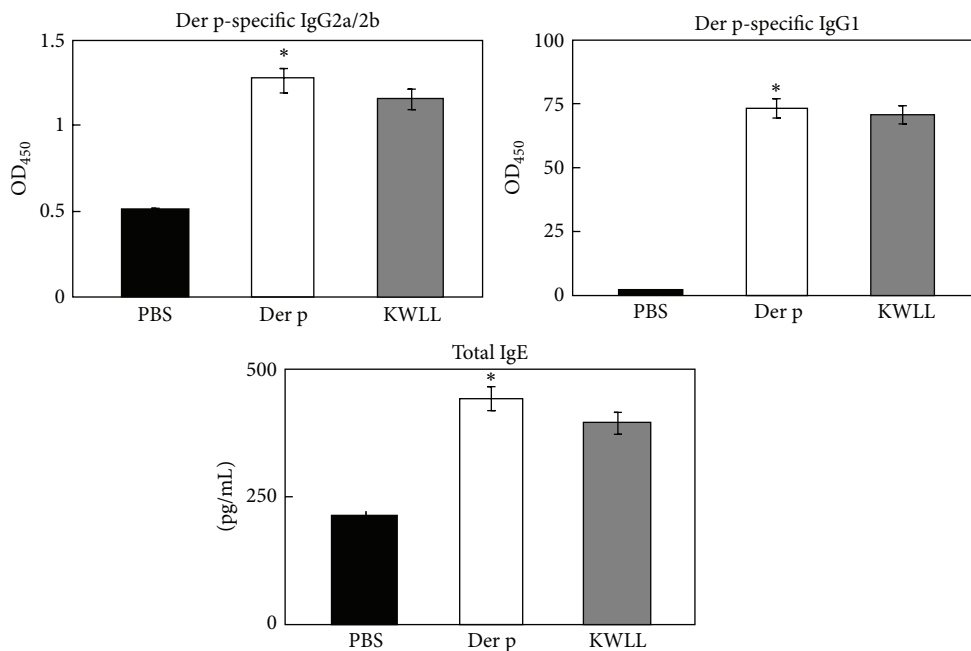 Der p-specific IgG2a/2b
1.5
1
0.5
0
OD450
*
PBS
Der p
KWLL
Der p-specific IgG1
100
75
50
25
0
OD450
*
PBS
Der p
KWLL
Total IgE
500
250
0
(pg/mL)
*
PBS
Der p
KWLL